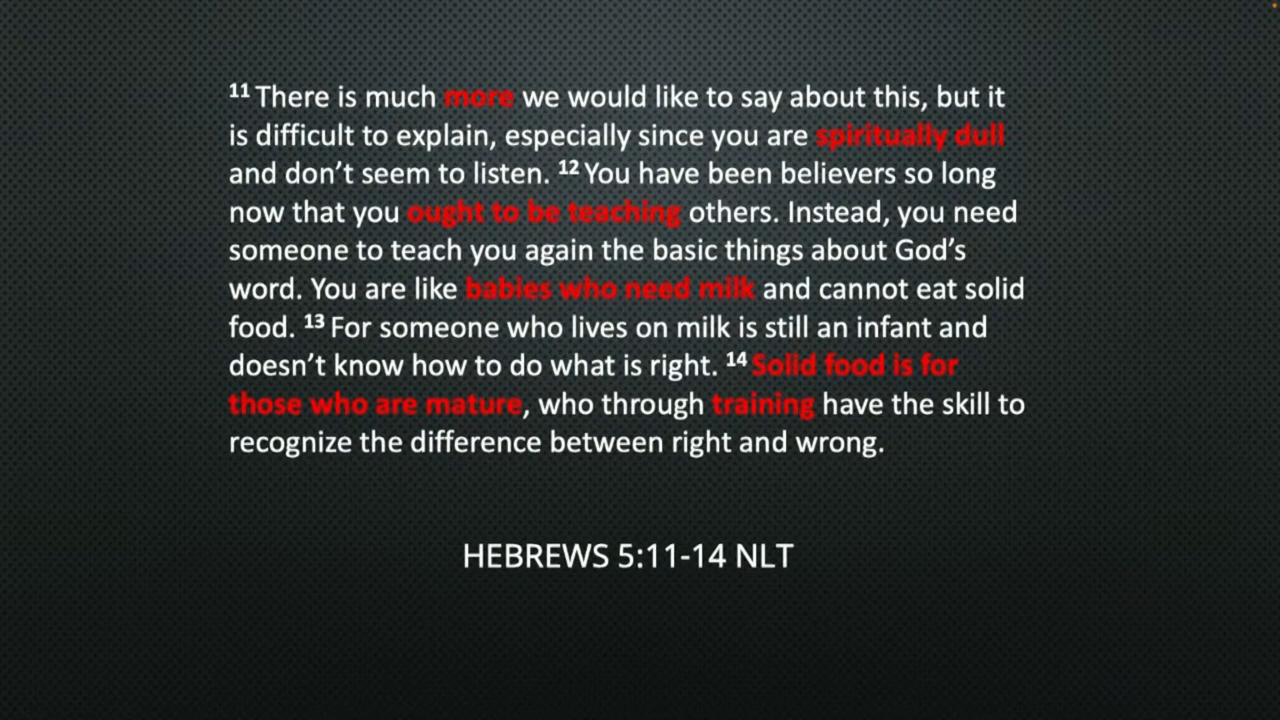 11 There is much more we would like to say about this, but it
is difficult to explain, especially since you are spiritually dull
and don’t seem to listen. 12 You have been believers so long
now that you ought to be teaching others. Instead, you need
someone to teach you again the basic things about God’s
word. You are like babies who need milk and cannot eat solid
food. 13 For someone who lives on milk is still an infant and
doesn’t know how to do what is right. 14 Solid food is for
those who are mature, who through training have the skill to
recognize the difference between right and wrong.
HEBREWS 5:11-14 NLT